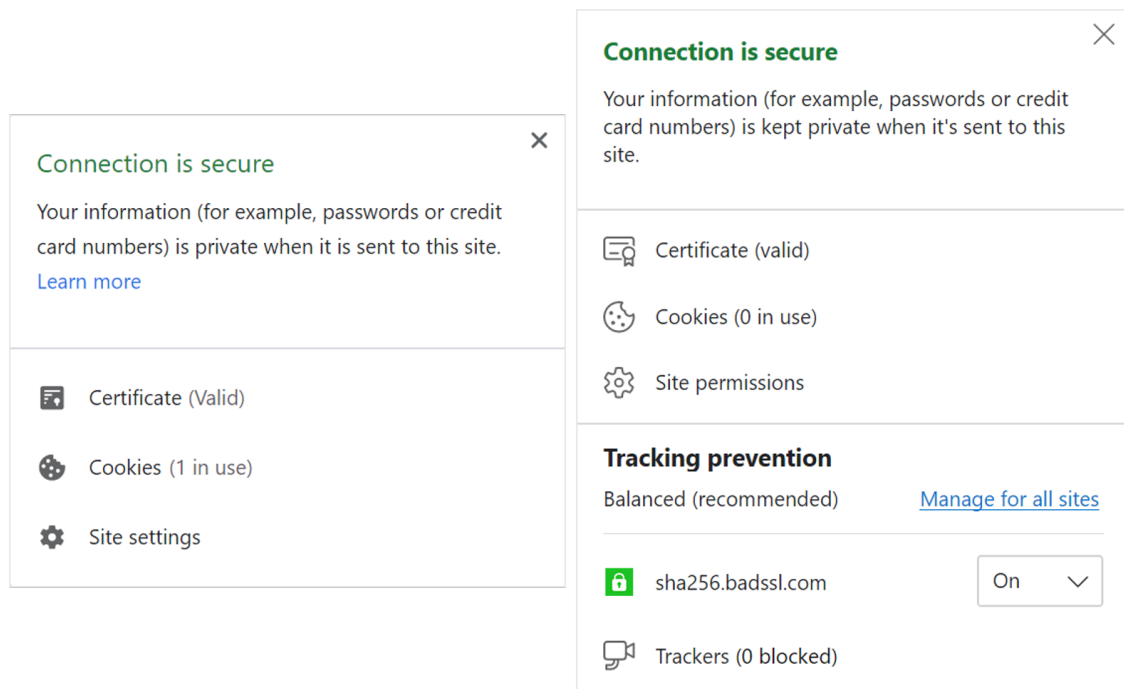 Connection is secure
Your information (for example, passwords or credit
card numbers) is private when it is sent to this site.
Learn more
Certificate (Valid)
Cookies (1 in use)
Site settings
Connection is secure
Your information (for example, passwords or credit
card numbers) is kept private when it's sent to this
site.
Certificate (valid)
Cookies (0 in use)
Site permissions
Tracking prevention
Balanced (recommended) Manage for all sites
sha256.badssl.com On
Trackers (0 blocked)